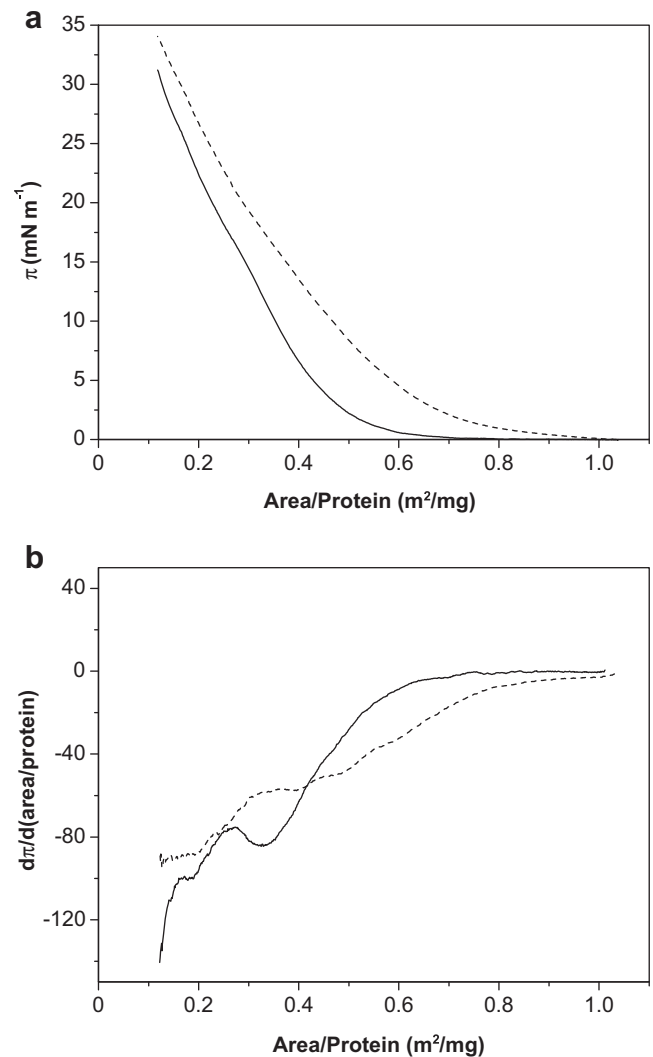 a
35
30
25
20
15
10
5
0
π (mN m⁻¹)
0 0.2 0.4 0.6 0.8 1.0
Area/Protein (m²/mg)
b
40
0
-40
-80
-120
dπ/d(area/protein)
0 0.2 0.4 0.6 0.8 1.0
Area/Protein (m²/mg)